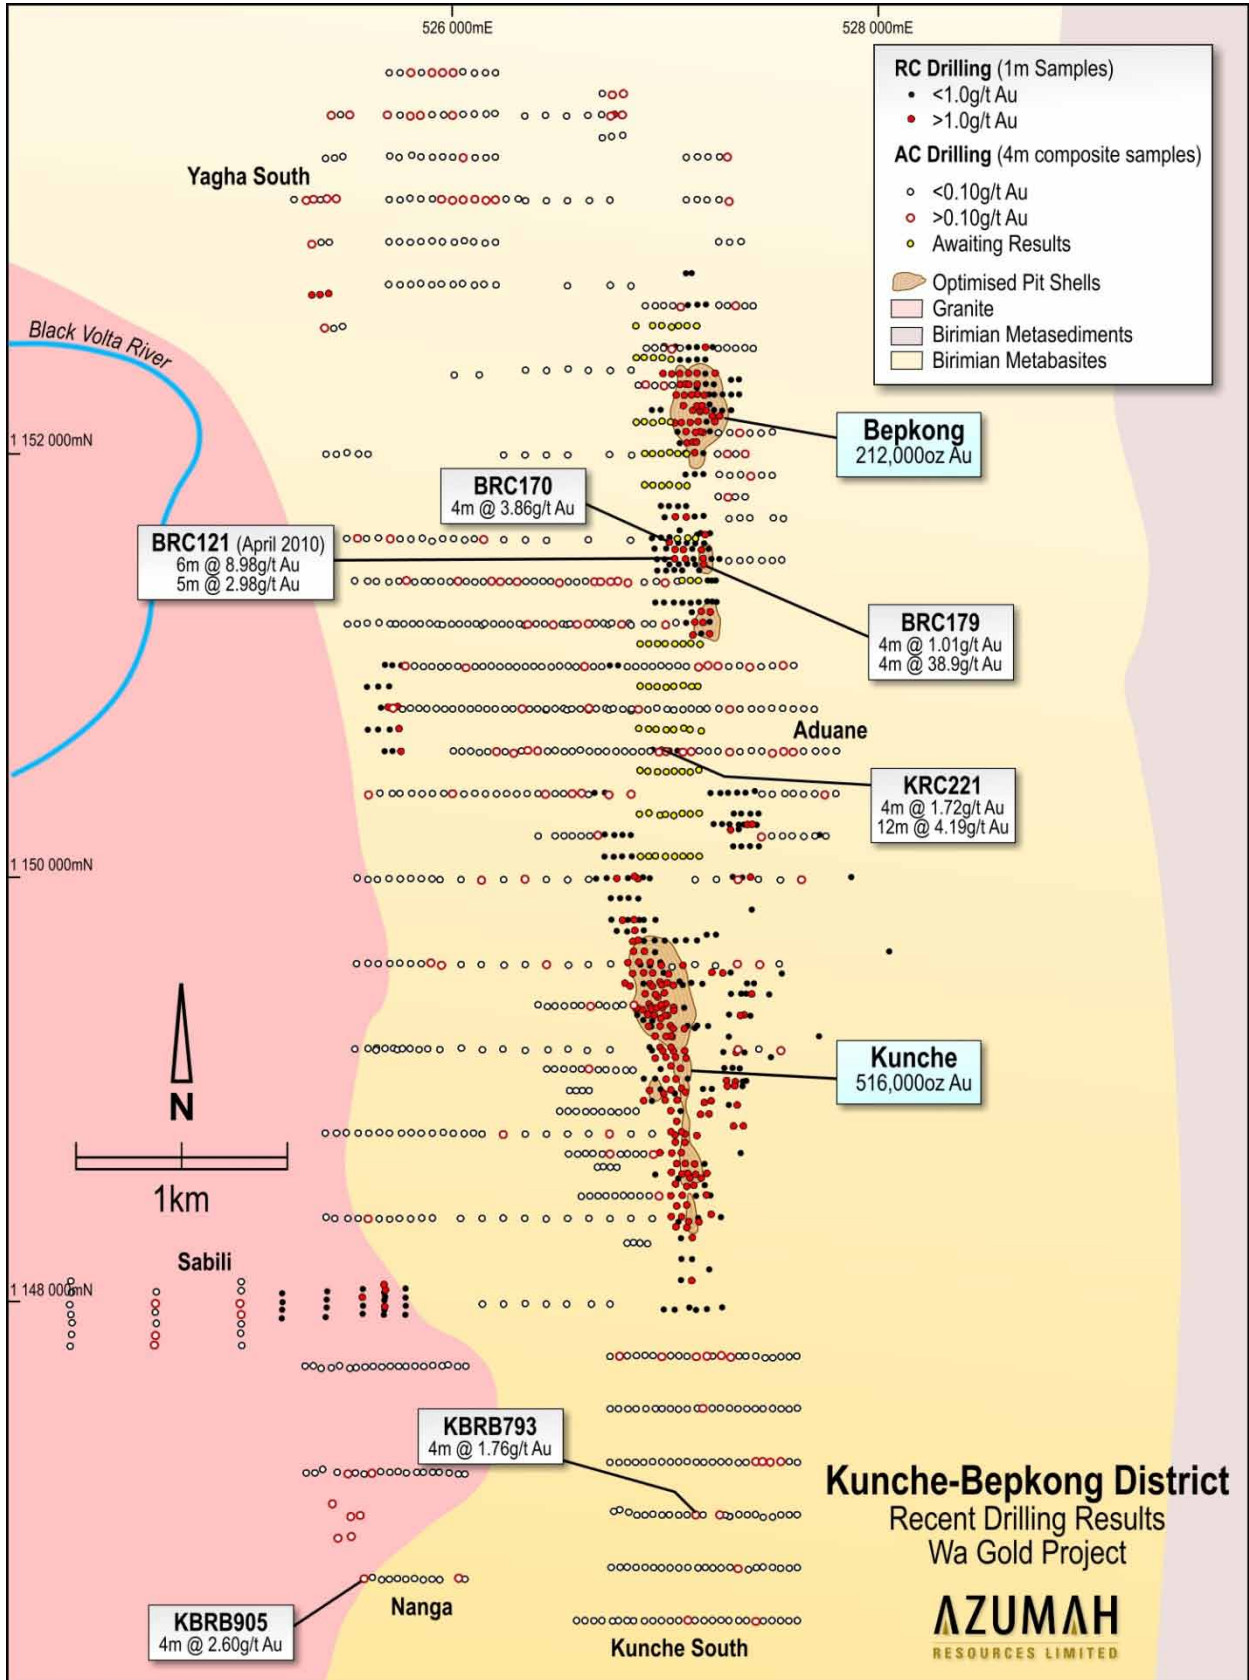 526 000mE
528 000mE
RC Drilling (1m Samples)
<1.0g/t Au
>1.0g/t Au
AC Drilling (4m composite samples)
<0.10g/t Au
>0.10g/t Au
Awaiting Results
Optimised Pit Shells
Granite
Birimian Metasediments
Birimian Metabasites
Yagha South
Black Volta River
1 152 000mN
Bepkong
212,000oz Au
BRC170
4m @ 3.86g/t Au
BRC121 (April 2010)
6m @ 8.98g/t Au
5m @ 2.98g/t Au
BRC179
4m @ 1.01g/t Au
4m @ 38.9g/t Au
Aduane
KRC221
4m @ 1.72g/t Au
12m @ 4.19g/t Au
1 150 000mN
N
1km
Kunche
516,000oz Au
Sabili
1 148 000mN
KBRB793
4m @ 1.76g/t Au
Kunche-Bepkong District
Recent Drilling Results
Wa Gold Project
KBRB905
4m @ 2.60g/t Au
Nanga
Kunche South
AZUMAH
RESOURCES LIMITED